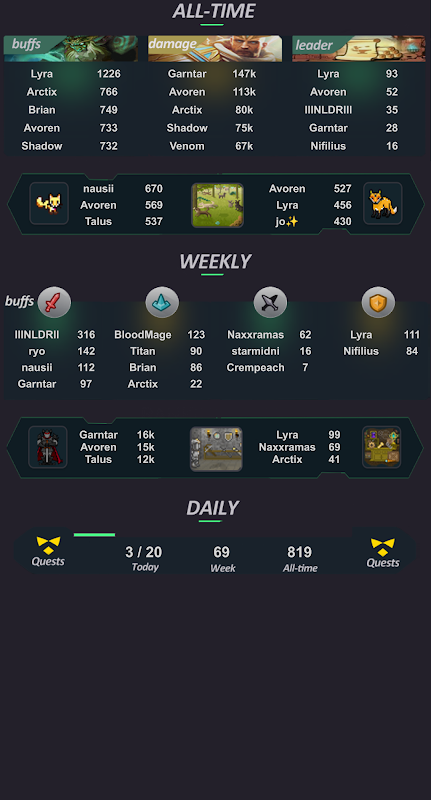 ALL-TIME
buffs damage leader
Lyra 1226 Garntar 147k Lyra 93
Arctix 766 Avoren 113k Avoren 52
Brian 749 Arctix 80k IIINLDRIII 35
Avoren 733 Shadow 75k Garntar 28
Shadow 732 Venom 67k Nifilius 16
nausii 670 Avoren 527
Avoren 569 Lyra 456
Talus 537 jo✨ 430
WEEKLY
buffs
IIINLDRII 316 BloodMage 123 Naxxramas 62 Lyra 111
ryo 142 Titan 90 starmidni 16 Nifilius 84
nausii 112 Brian 86 Crempeach 7
Garntar 97 Arctix 22
Garntar 16k Lyra 99
Avoren 15k Naxxramas 69
Talus 12k Arctix 41
DAILY
3 / 20 69 819
Quests Today Week All-time Quests